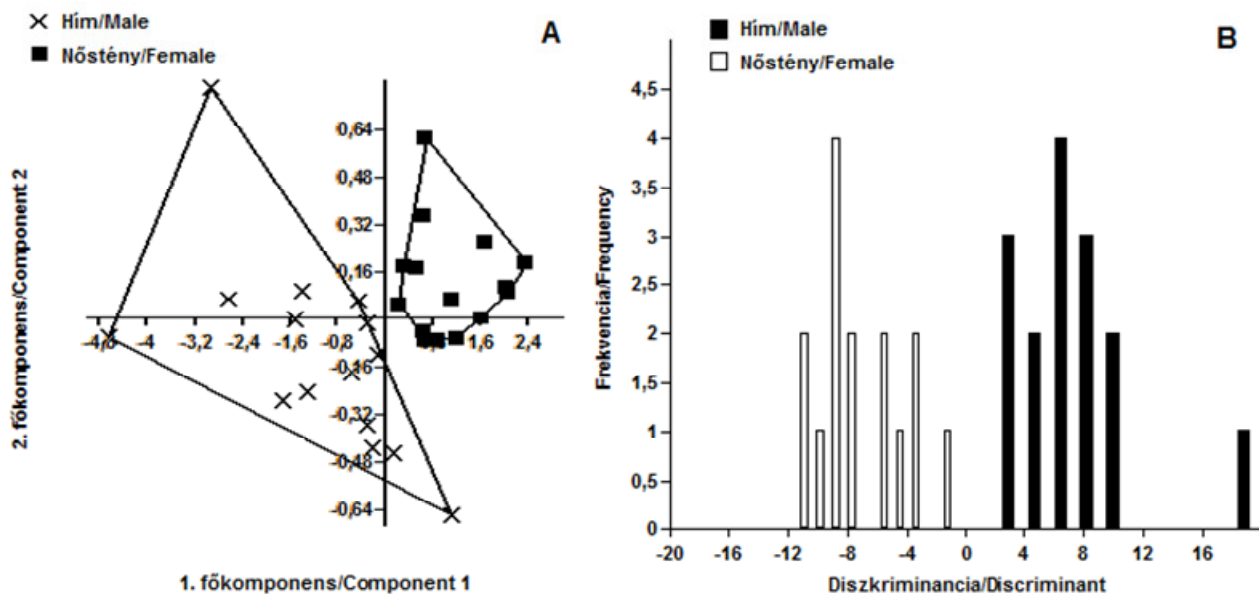 Hím/Male
Nőstény/Female
A
0,64
0,48
0,32
0,16
-4,8 -4 -3,2 -2,4 -1,6 -0,8 1,6 2,4
-0,16
-0,32
-0,48
-0,64
2. főkomponens/Component 2
1. főkomponens/Component 1
Hím/Male
Nőstény/Female
B
4,5
4
3,5
3
2,5
2
1,5
1
0,5
0
-20 -16 -12 -8 -4 0 4 8 12 16
Frekvencia/Frequency
Diszkriminancia/Discriminant